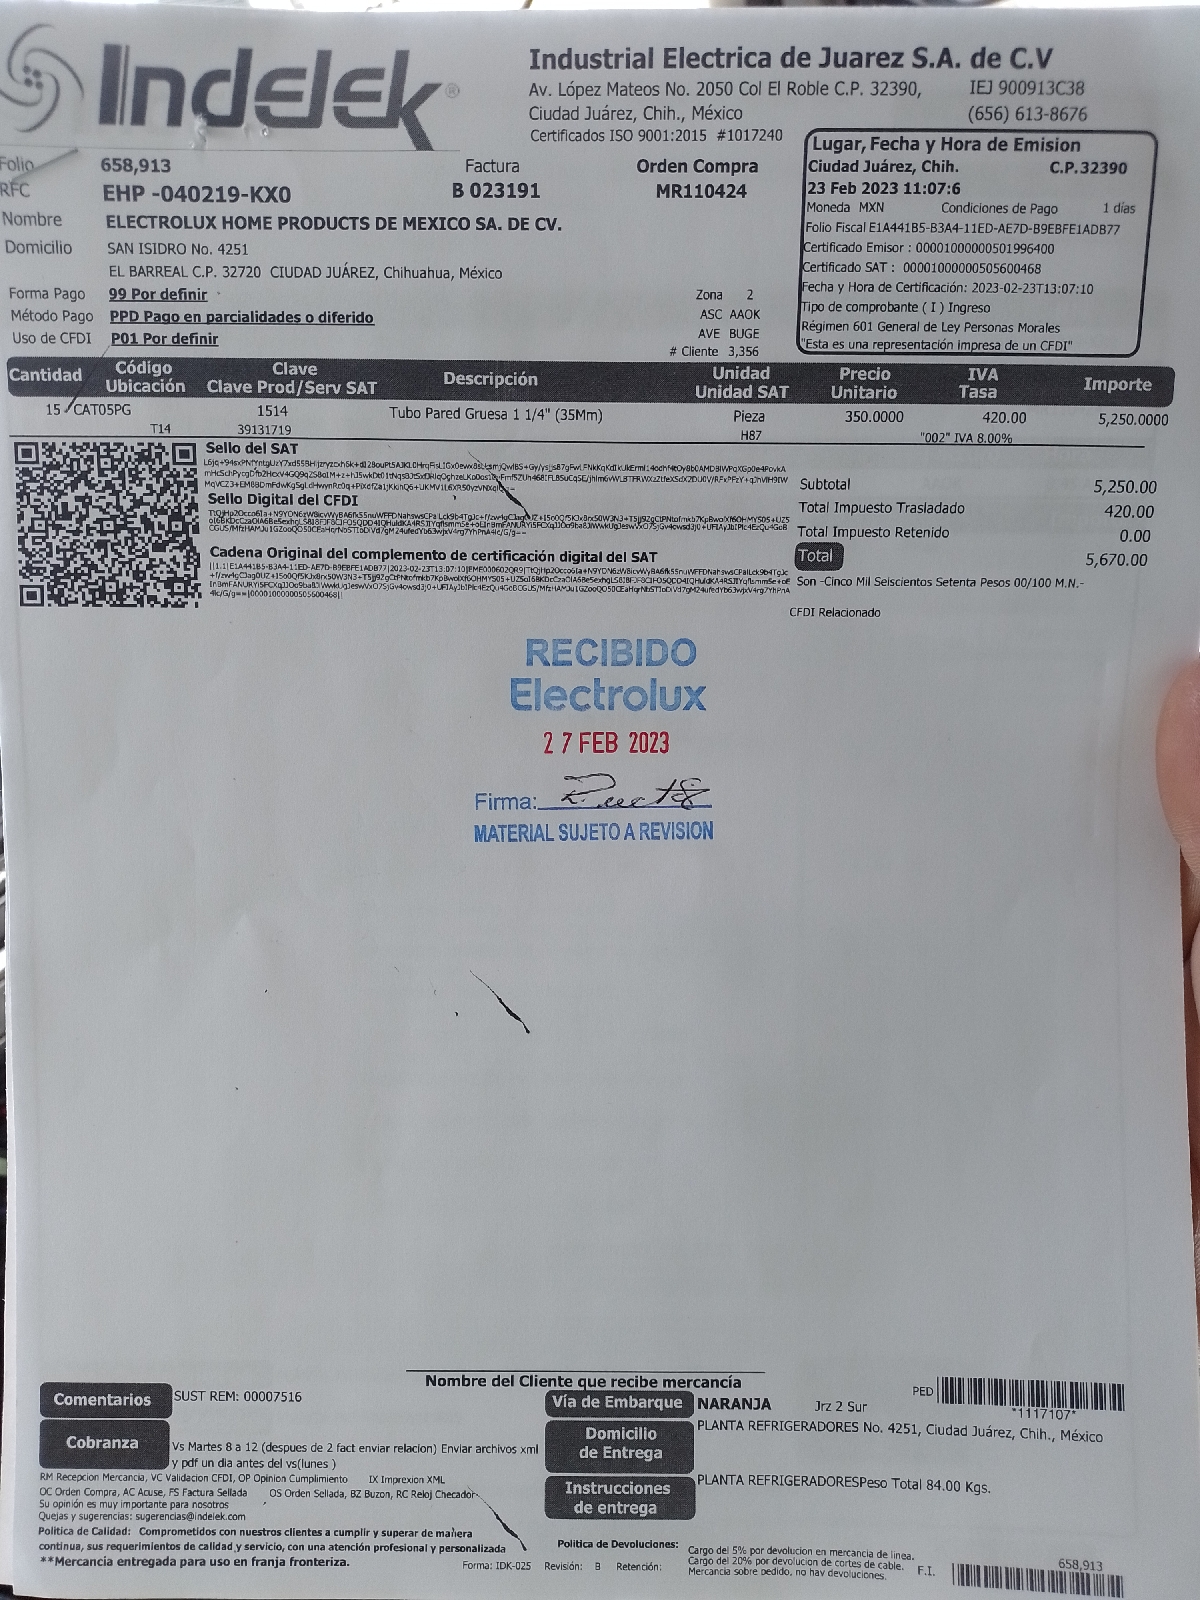 Indelek®
Industrial Electrica de Juarez S.A. de C.V
Av. López Mateos No. 2050 Col El Roble C.P. 32390, IEJ 900913C38
Ciudad Juárez, Chih., México (656) 613-8676
Certificados ISO 9001:2015 #1017240
Folio 658,913 Factura Orden Compra
RFC EHP -040219-KX0 B 023191 MR110424
Nombre ELECTROLUX HOME PRODUCTS DE MEXICO SA. DE CV.
Domicilio SAN ISIDRO No. 4251
EL BARREAL C.P. 32720 CIUDAD JUÁREZ, Chihuahua, México
Forma Pago 99 Por definir
Método Pago PPD Pago en parcialidades o diferido
Uso de CFDI P01 Por definir
Zona 2
ASC AAOK
AVE BUGE
# Cliente 3,356
Lugar, Fecha y Hora de Emision
Ciudad Juárez, Chih. C.P.32390
23 Feb 2023 11:07:6
Moneda MXN Condiciones de Pago 1 días
Folio Fiscal E1A441B5-B3A4-11ED-AE7D-B9EBFE1ADB77
Certificado Emisor : 00001000000501996400
Certificado SAT : 00001000000505600468
Fecha y Hora de Certificación: 2023-02-23T13:07:10
Tipo de comprobante ( I ) Ingreso
Régimen 601 General de Ley Personas Morales
"Esta es una representación impresa de un CFDI"
Cantidad Código Ubicación Clave Clave Prod/Serv SAT Descripción Unidad Unidad SAT Precio Unitario IVA Tasa Importe
15 CAT05PG 1514 Tubo Pared Gruesa 1 1/4" (35Mm) Pieza 350.0000 420.00 5,250.0000
T14 39131719 H87 "002" IVA 8.00%
Sello del SAT
Sello Digital del CFDI
Cadena Original del complemento de certificación digital del SAT
Subtotal 5,250.00
Total Impuesto Trasladado 420.00
Total Impuesto Retenido 0.00
Total 5,670.00
Son -Cinco Mil Seiscientos Setenta Pesos 00/100 M.N.-
CFDI Relacionado
RECIBIDO
Electrolux
27 FEB 2023
Firma:
MATERIAL SUJETO A REVISION
Nombre del Cliente que recibe mercancía
Comentarios SUST REM: 00007516
Cobranza Vs Martes 8 a 12 (despues de 2 fact enviar relacion) Enviar archivos xml
y pdf un dia antes del vs(lunes )
RM Recepcion Mercancia, VC Validacion CFDI, OP Opinion Cumplimiento IX Imprexion XML
OC Orden Compra, AC Acuse, FS Factura Sellada OS Orden Sellada, BZ Buzon, RC Reloj Checador
Su opinión es muy importante para nosotros
Quejas y sugerencias: sugerencias@indelek.com
Politica de Calidad: Comprometidos con nuestros clientes a cumplir y superar de manera
continua, sus requerimientos de calidad y servicio, con una atención profesional y personalizada
**Mercancia entregada para uso en franja fronteriza.
Vía de Embarque NARANJA Jrz 2 Sur
PED *1117107*
Domicilio de Entrega PLANTA REFRIGERADORES No. 4251, Ciudad Juárez, Chih., México
Instrucciones de entrega PLANTA REFRIGERADORESPeso Total 84.00 Kgs.
Politica de Devoluciones: Cargo del 5% por devolucion en mercancia de linea.
Cargo del 20% por devolucion de cortes de cable.
Mercancia sobre pedido, no hay devoluciones.
Forma: IDK-025 Revisión: B Retención:
F.I. 658,913